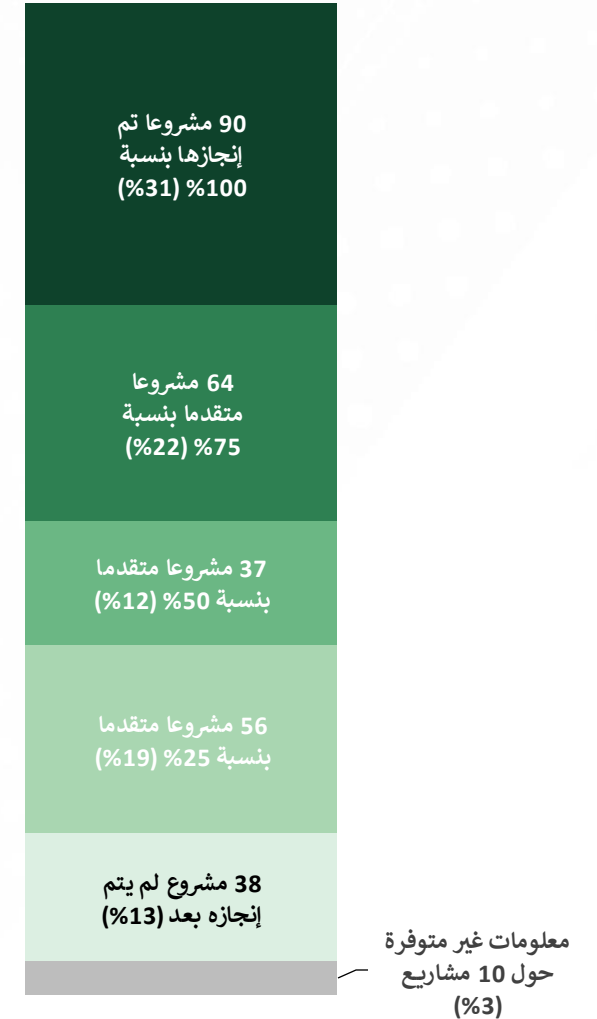 90 مشروعا تم
إنجازها بنسبة
100% (31%)
64 مشروعا
متقدما بنسبة
75% (22%)
37 مشروعا متقدما
بنسبة 50% (12%)
56 مشروعا متقدما
بنسبة 25% (19%)
38 مشروع لم يتم
إنجازه بعد (13%)
معلومات غير متوفرة
حول 10 مشاريع
(3%)